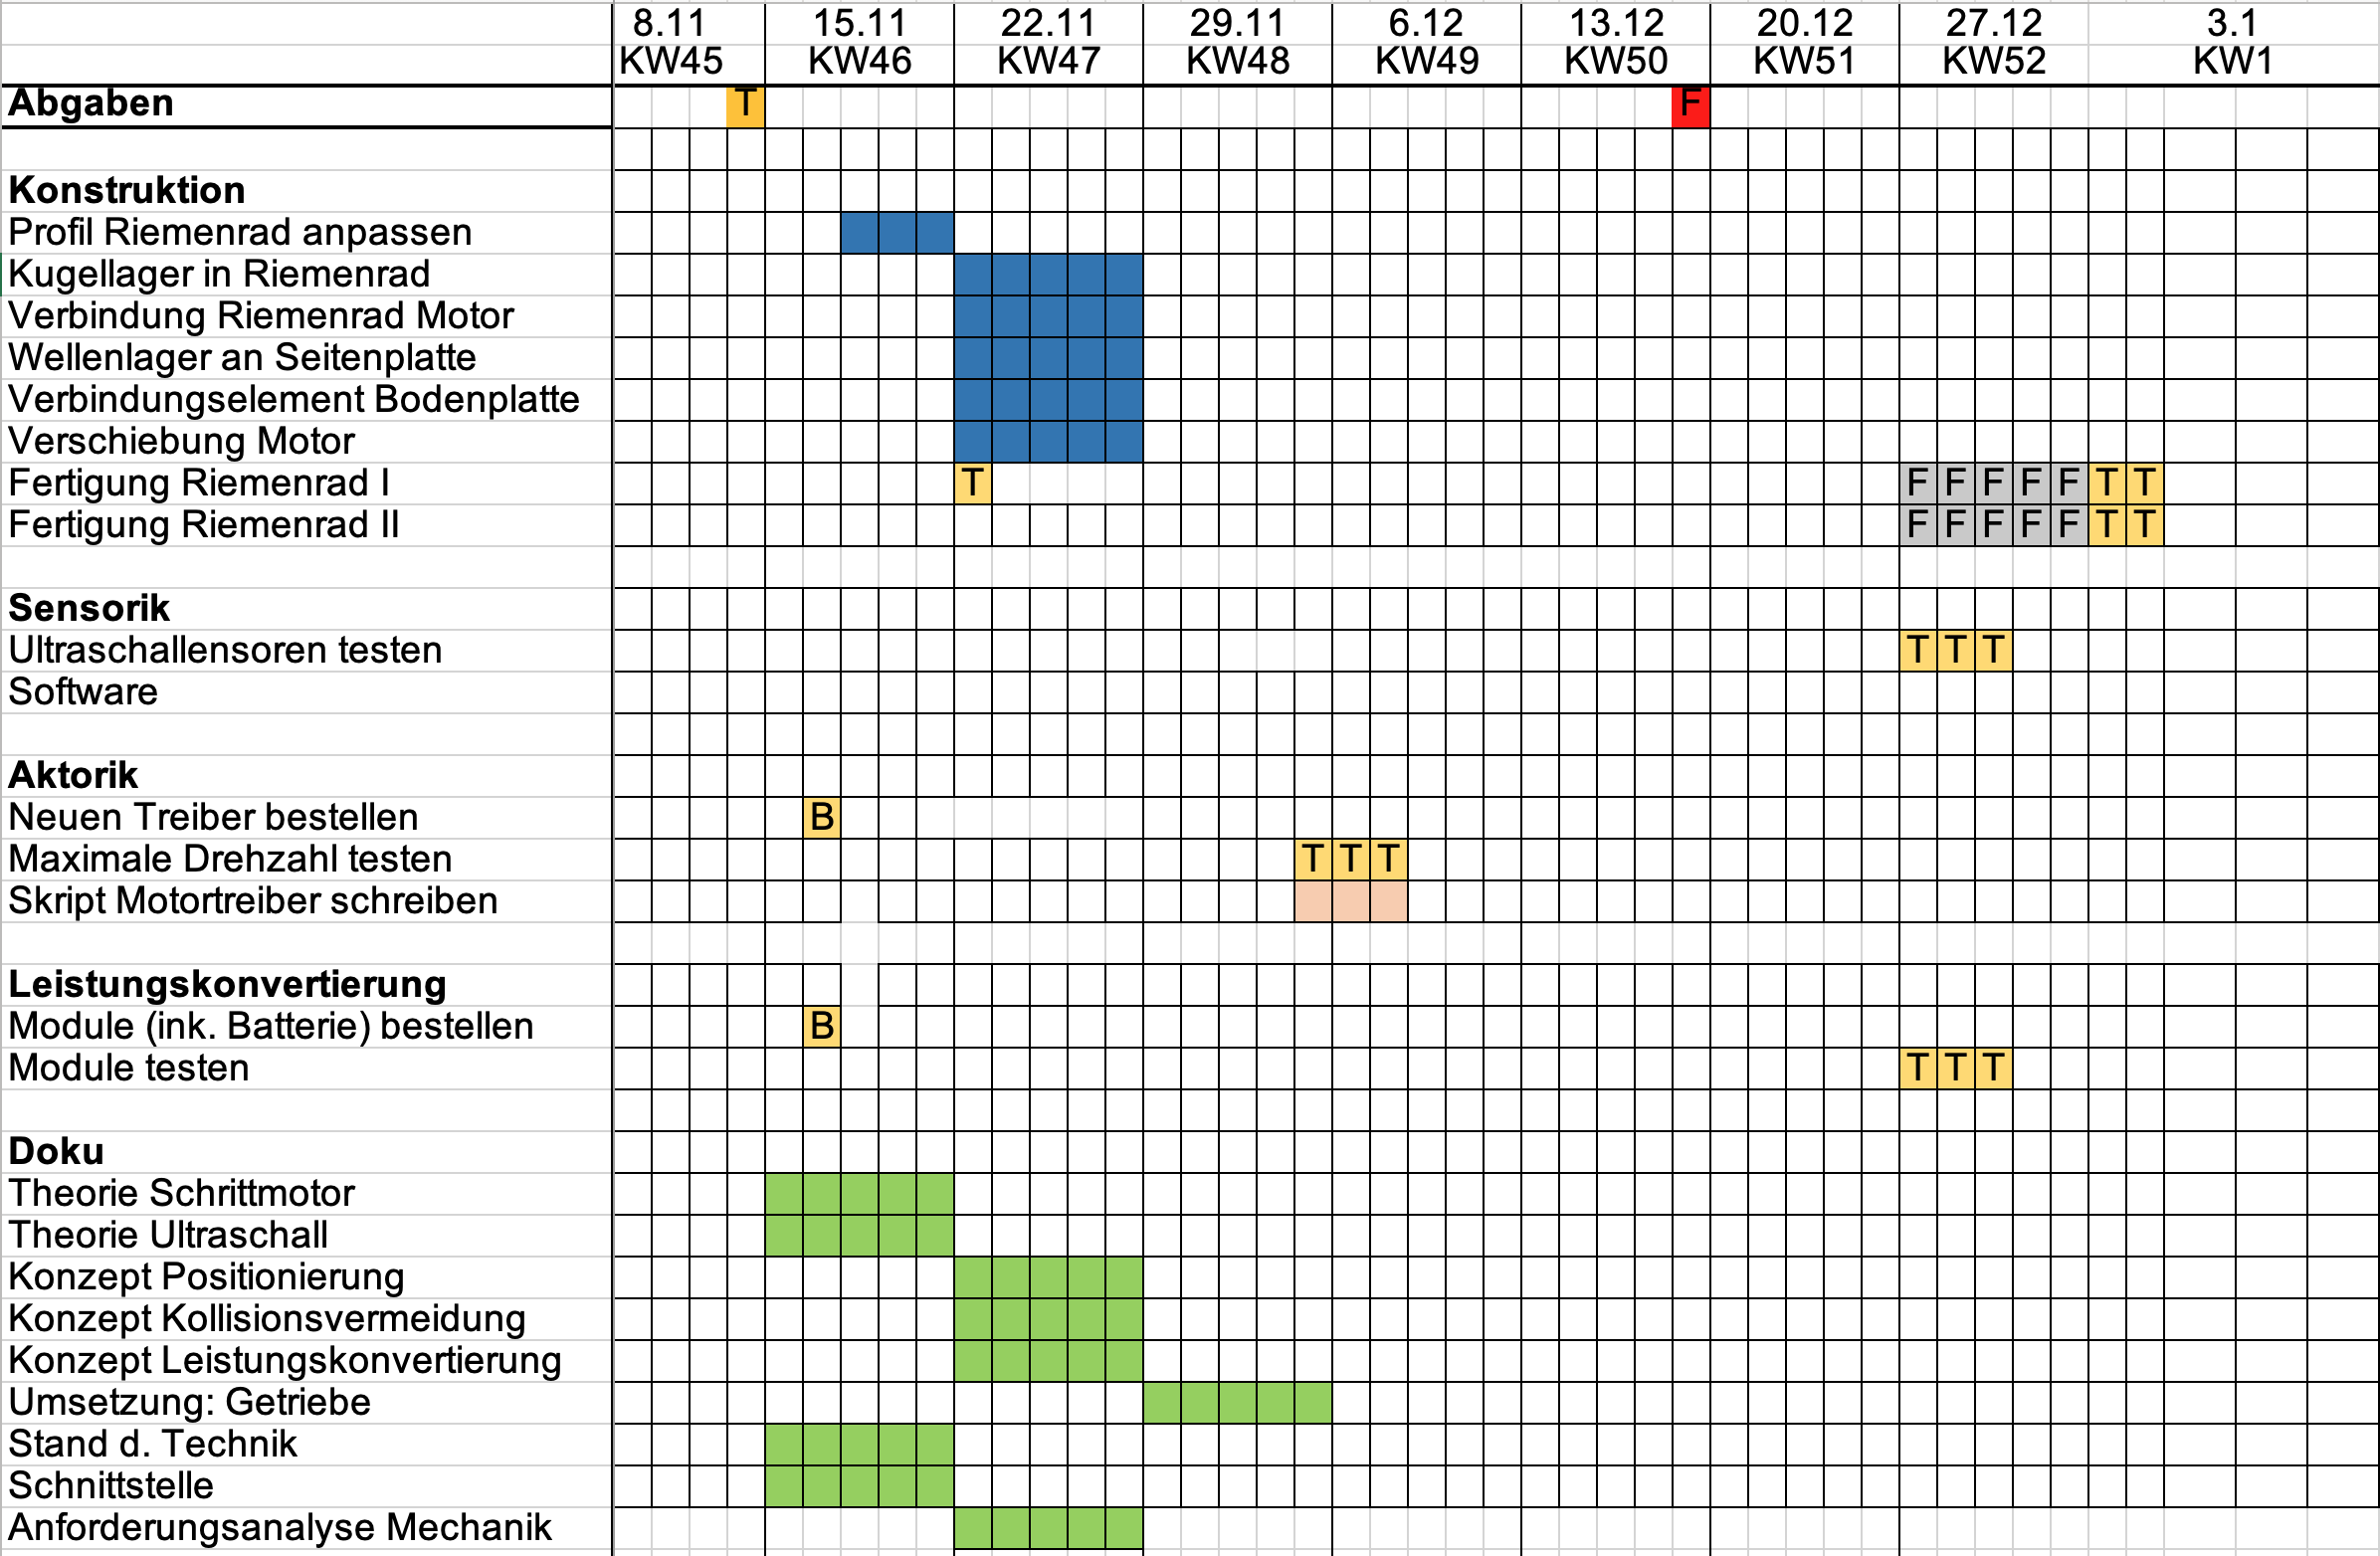 8.11 15.11 22.11 29.11 6.12 13.12 20.12 27.12 3.1
KW45 KW46 KW47 KW48 KW49 KW50 KW51 KW52 KW1
Abgaben T F
Konstruktion
Profil Riemenrad anpassen
Kugellager in Riemenrad
Verbindung Riemenrad Motor
Wellenlager an Seitenplatte
Verbindungselement Bodenplatte
Verschiebung Motor
Fertigung Riemenrad I T F F F F F T T
Fertigung Riemenrad II F F F F F T T
Sensorik
Ultraschallensoren testen T T T
Software
Aktorik
Neuen Treiber bestellen B
Maximale Drehzahl testen T T T
Skript Motortreiber schreiben
Leistungskonvertierung
Module (ink. Batterie) bestellen B
Module testen T T T
Doku
Theorie Schrittmotor
Theorie Ultraschall
Konzept Positionierung
Konzept Kollisionsvermeidung
Konzept Leistungskonvertierung
Umsetzung: Getriebe
Stand d. Technik
Schnittstelle
Anforderungsanalyse Mechanik